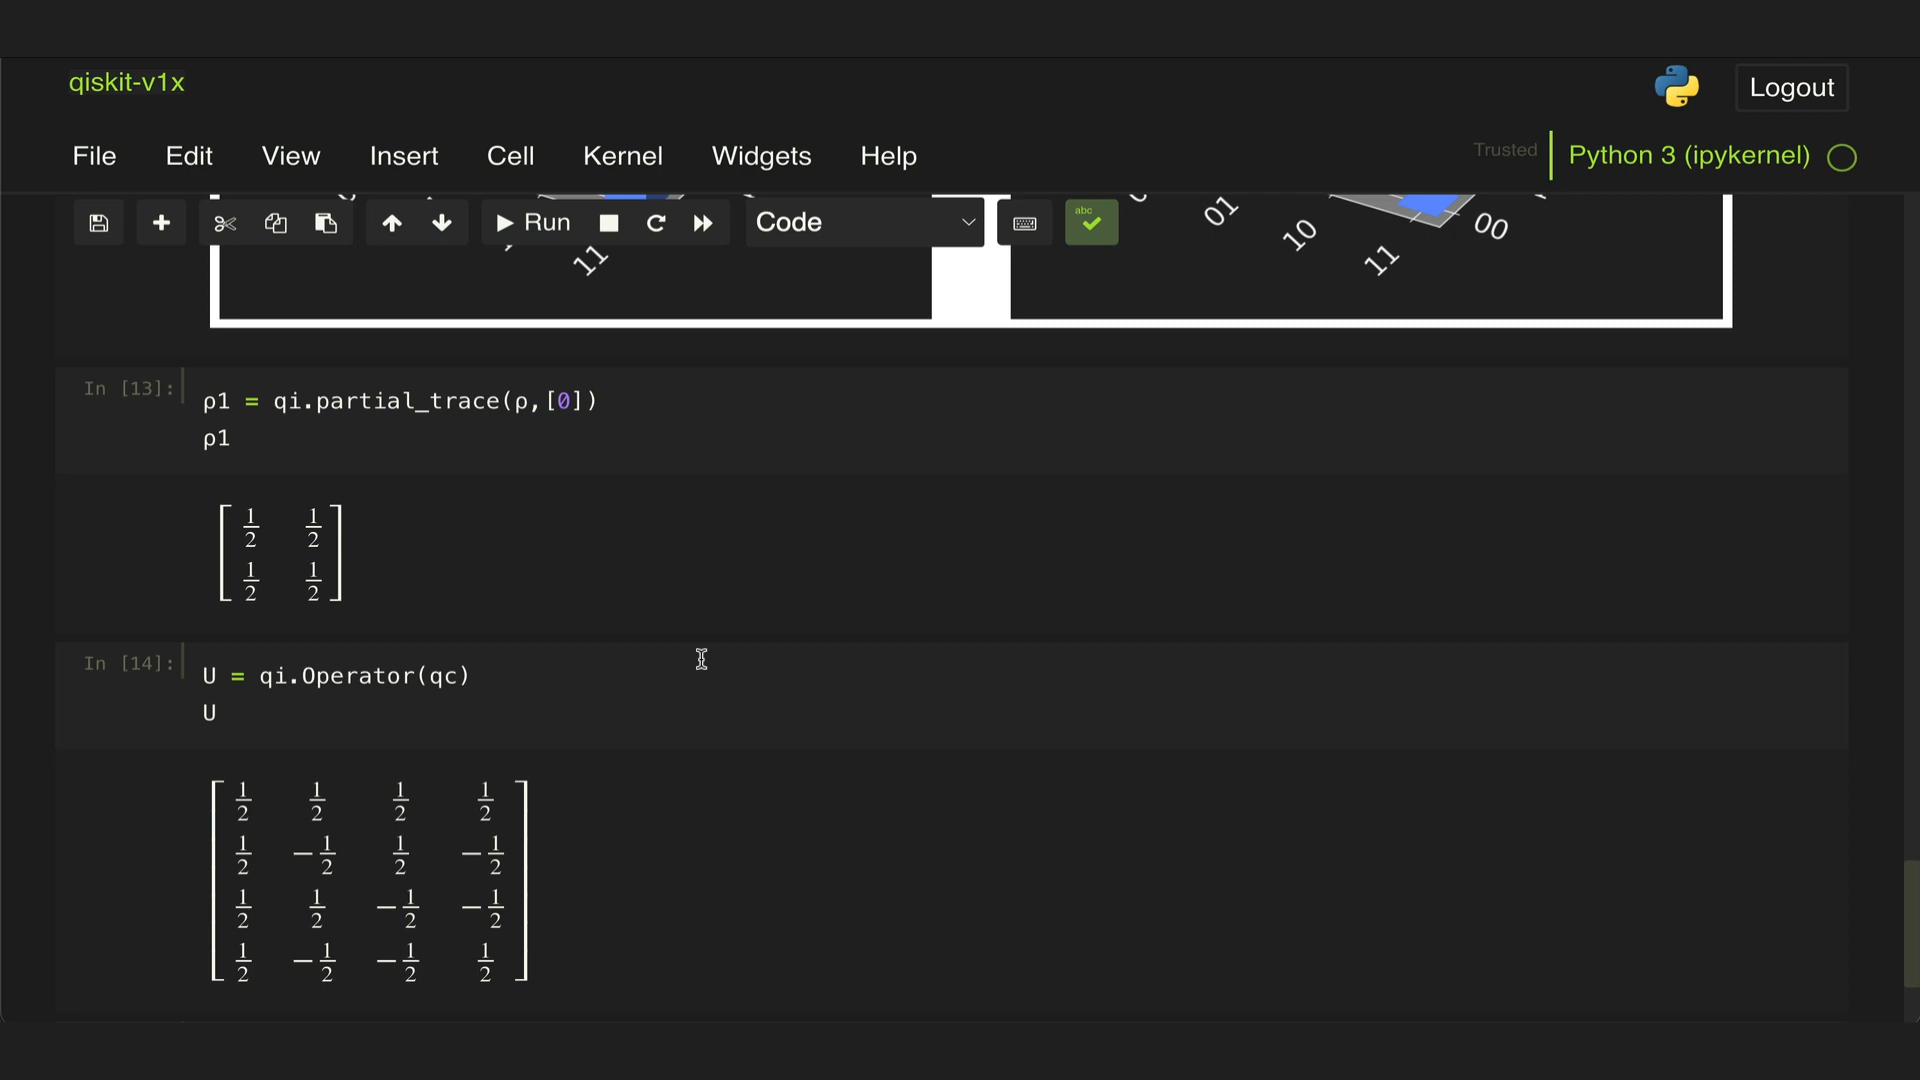 qiskit-v1x
Logout
File Edit View Insert Cell Kernel Widgets Help
Trusted
Python 3 (ipykernel)
Run
Code
abc
11
01
10
11
00
In [13]:
ρ1 = qi.partial_trace(ρ,[0])
ρ1
1/2 1/2
1/2 1/2
In [14]:
U = qi.Operator(qc)
U
1/2 1/2 1/2 1/2
1/2 −1/2 1/2 −1/2
1/2 1/2 −1/2 −1/2
1/2 −1/2 −1/2 1/2